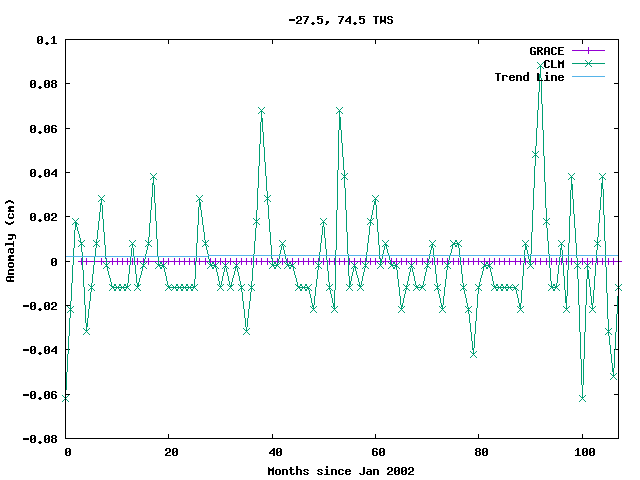 -27.5, 74.5 TWS
GRACE
CLM
Trend Line
0.1
0.08
0.06
0.04
0.02
0
-0.02
-0.04
-0.06
-0.08
Anomaly (cm)
0 20 40 60 80 100
Months since Jan 2002